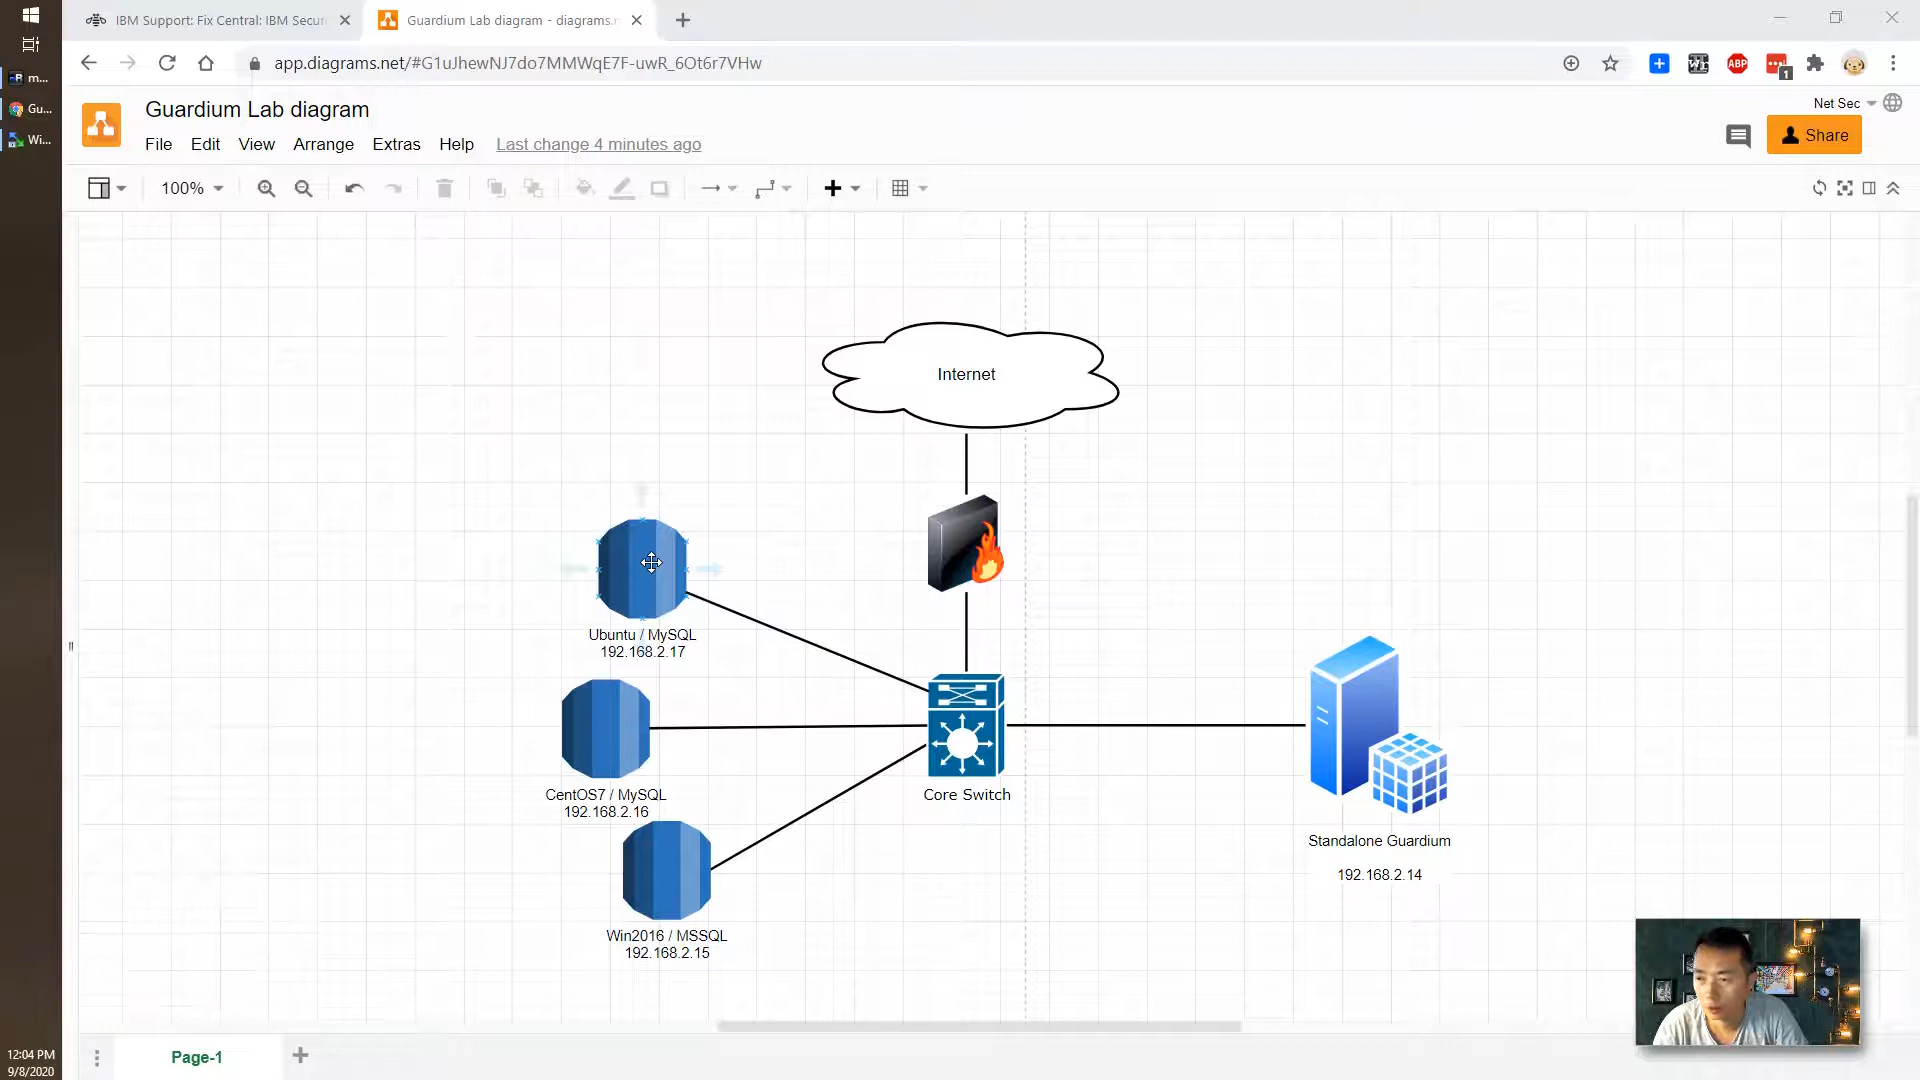 IBM Support: Fix Central: IBM Secur
Guardium Lab diagram - diagrams.n
m...
Gu...
Wi...
app.diagrams.net/#G1uJhewNJ7do7MMWqE7F-uwR_6Ot6r7VHw
ABP
1
Guardium Lab diagram
Net Sec
File Edit View Arrange Extras Help Last change 4 minutes ago
Share
100%
Internet
Ubuntu / MySQL
192.168.2.17
CentOS7 / MySQL
192.168.2.16
Core Switch
Standalone Guardium
192.168.2.14
Win2016 / MSSQL
192.168.2.15
Page-1
12:04 PM
9/8/2020